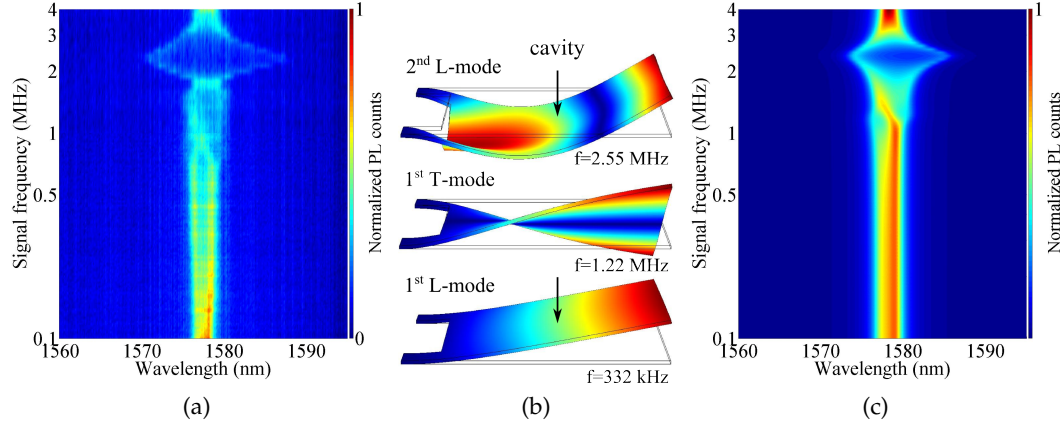 (a)
4
3
2
1
0.5
0.1
Signal frequency (MHz)
1560
1570
1580
1590
Wavelength (nm)
1
0
Normalized PL counts
cavity
2nd L-mode
f=2.55 MHz
1st T-mode
f=1.22 MHz
1st L-mode
f=332 kHz
(b)
4
3
2
1
0.5
0.1
Signal frequency (MHz)
1560
1570
1580
1590
Wavelength (nm)
1
0
Normalized PL counts
(c)